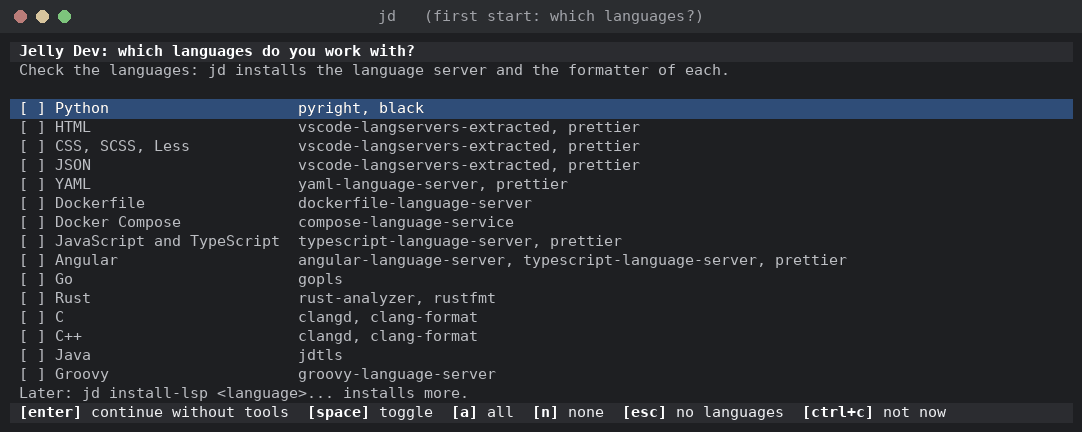 jd   (first start: which languages?)
Jelly Dev: which languages do you work with?
Check the languages: jd installs the language server and the formatter of each.
[ ] Python                     pyright, black
[ ] HTML                       vscode-langservers-extracted, prettier
[ ] CSS, SCSS, Less            vscode-langservers-extracted, prettier
[ ] JSON                       vscode-langservers-extracted, prettier
[ ] YAML                       yaml-language-server, prettier
[ ] Dockerfile                 dockerfile-language-server
[ ] Docker Compose             compose-language-service
[ ] JavaScript and TypeScript  typescript-language-server, prettier
[ ] Angular                    angular-language-server, typescript-language-server, prettier
[ ] Go                         gopls
[ ] Rust                       rust-analyzer, rustfmt
[ ] C                          clangd, clang-format
[ ] C++                        clangd, clang-format
[ ] Java                       jdtls
[ ] Groovy                     groovy-language-server
Later: jd install-lsp <language>... installs more.
[enter] continue without tools  [space] toggle  [a] all  [n] none  [esc] no languages  [ctrl+c] not now